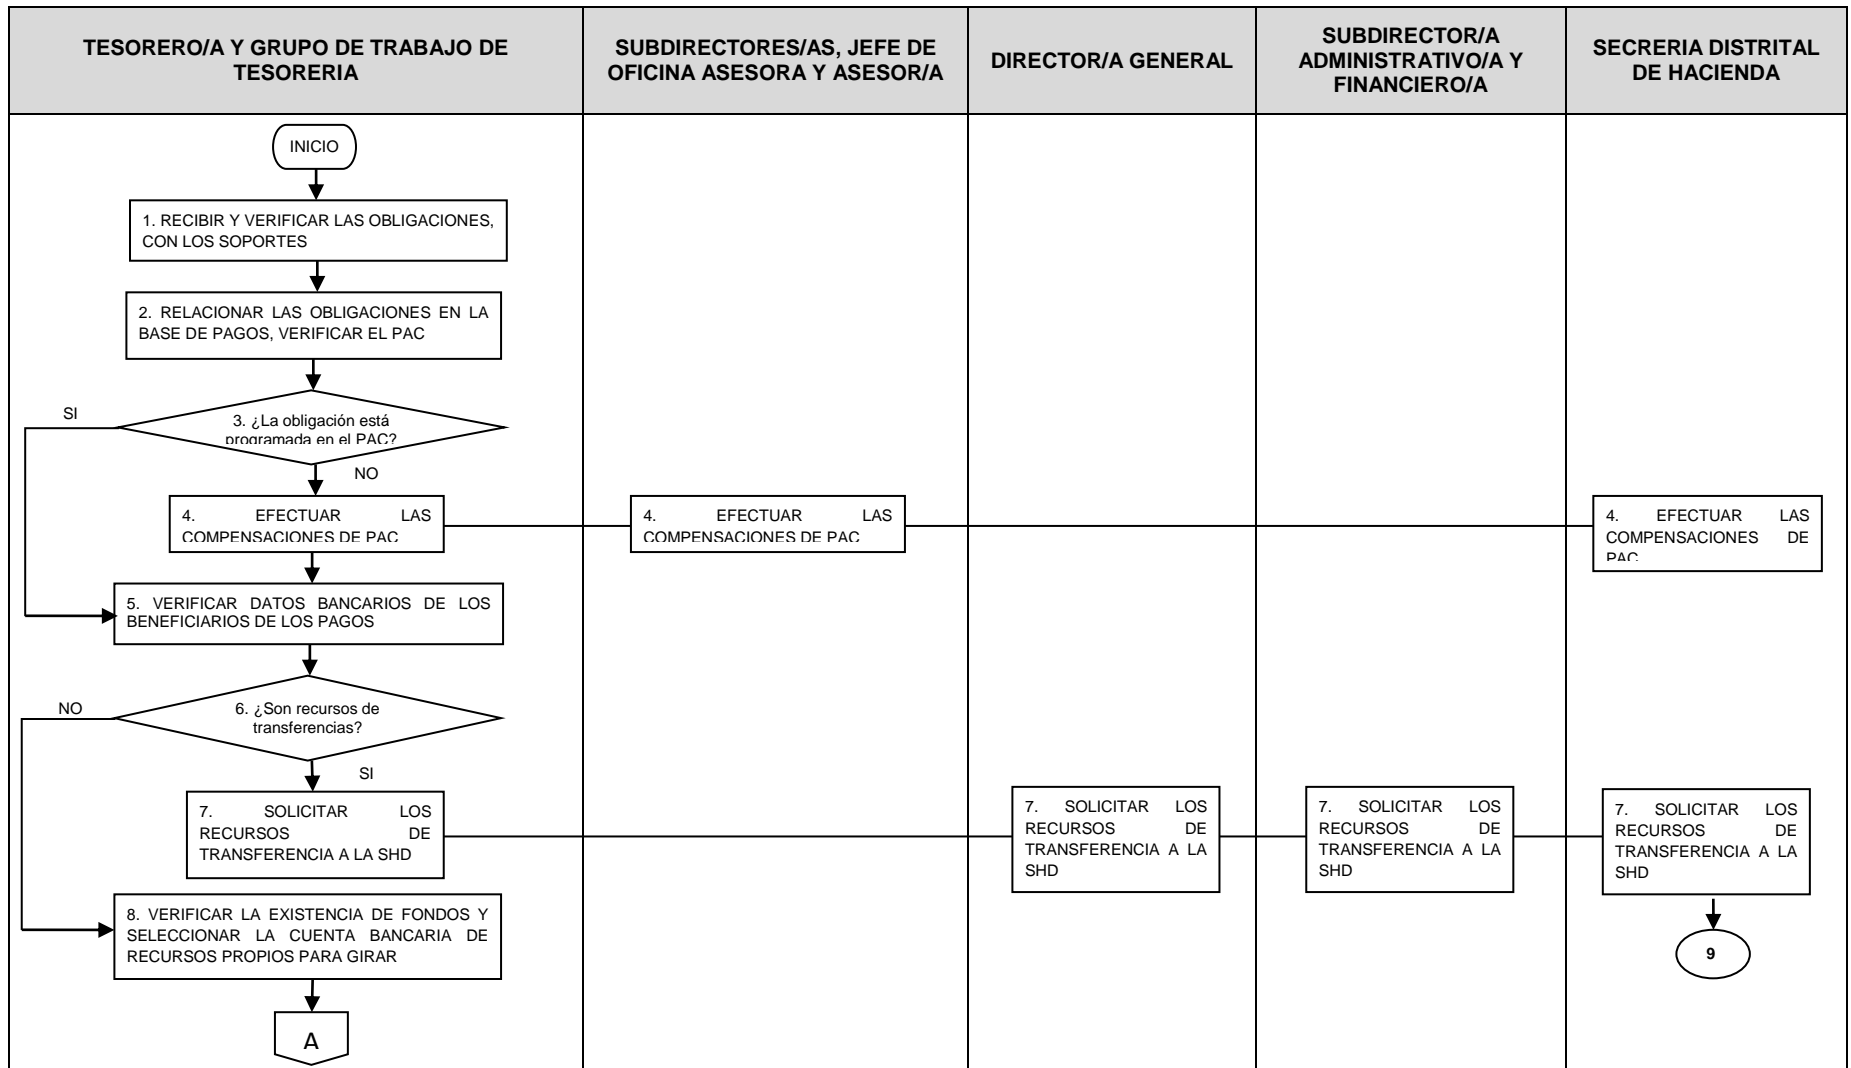 TESORERO/A Y GRUPO DE TRABAJO DE
TESORERIA
SUBDIRECTORES/AS, JEFE DE
OFICINA ASESORA Y ASESOR/A
DIRECTOR/A GENERAL
SUBDIRECTOR/A
ADMINISTRATIVO/A Y
FINANCIERO/A
SECRERIA DISTRITAL
DE HACIENDA
INICIO
1. RECIBIR Y VERIFICAR LAS OBLIGACIONES,
CON LOS SOPORTES
2. RELACIONAR LAS OBLIGACIONES EN LA
BASE DE PAGOS, VERIFICAR EL PAC
SI
3. ¿La obligación está
programada en el PAC?
NO
4. EFECTUAR LAS
COMPENSACIONES DE PAC
4. EFECTUAR LAS
COMPENSACIONES DE PAC
4. EFECTUAR LAS
COMPENSACIONES DE
PAC
5. VERIFICAR DATOS BANCARIOS DE LOS
BENEFICIARIOS DE LOS PAGOS
NO
6. ¿Son recursos de
transferencias?
SI
7. SOLICITAR LOS
RECURSOS DE
TRANSFERENCIA A LA SHD
7. SOLICITAR LOS
RECURSOS DE
TRANSFERENCIA A LA
SHD
7. SOLICITAR LOS
RECURSOS DE
TRANSFERENCIA A LA
SHD
7. SOLICITAR LOS
RECURSOS DE
TRANSFERENCIA A LA
SHD
8. VERIFICAR LA EXISTENCIA DE FONDOS Y
SELECCIONAR LA CUENTA BANCARIA DE
RECURSOS PROPIOS PARA GIRAR
9
A